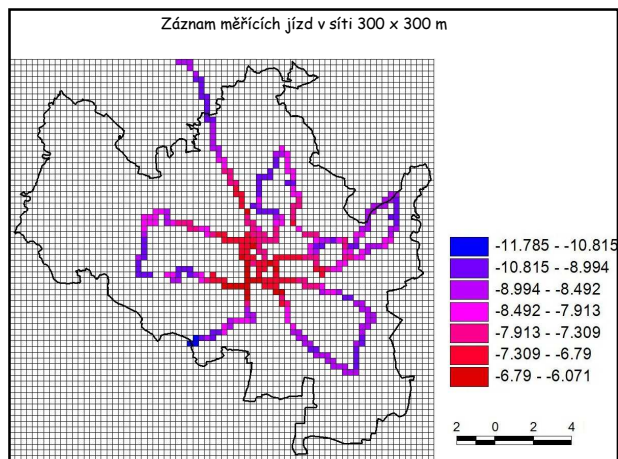 Záznam měřících jízd v síti 300 x 300 m
-11.785 - -10.815
-10.815 - -8.994
-8.994 - -8.492
-8.492 - -7.913
-7.913 - -7.309
-7.309 - -6.79
-6.79 - -6.071
2 0 2 4